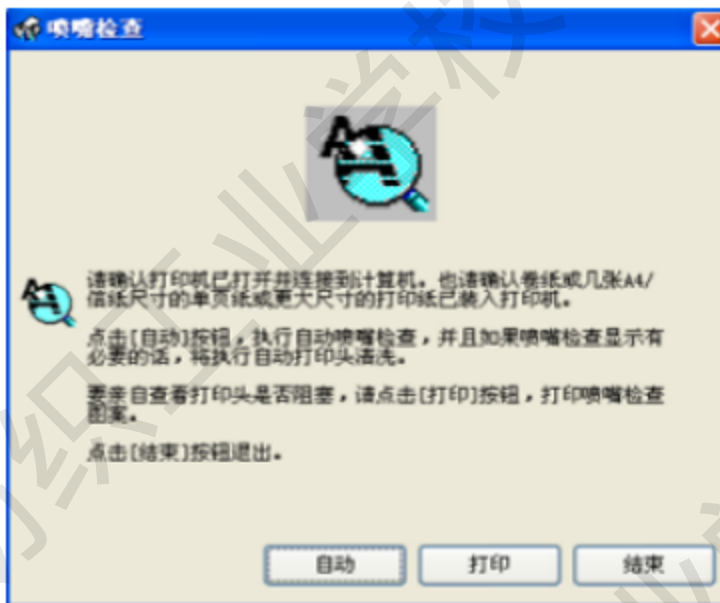 喷嘴检查
请确认打印机已打开并连接到计算机。也请确认卷纸或几张A4/
信纸尺寸的单页纸或更大尺寸的打印纸已装入打印机。
点击[自动]按钮，执行自动喷嘴检查，并且如果喷嘴检查显示有
必要的话，将执行自动打印头清洗。
要亲自查看打印头是否阻塞，请点击[打印]按钮，打印喷嘴检查
图案。
点击[结束]按钮退出。
自动 打印 结束